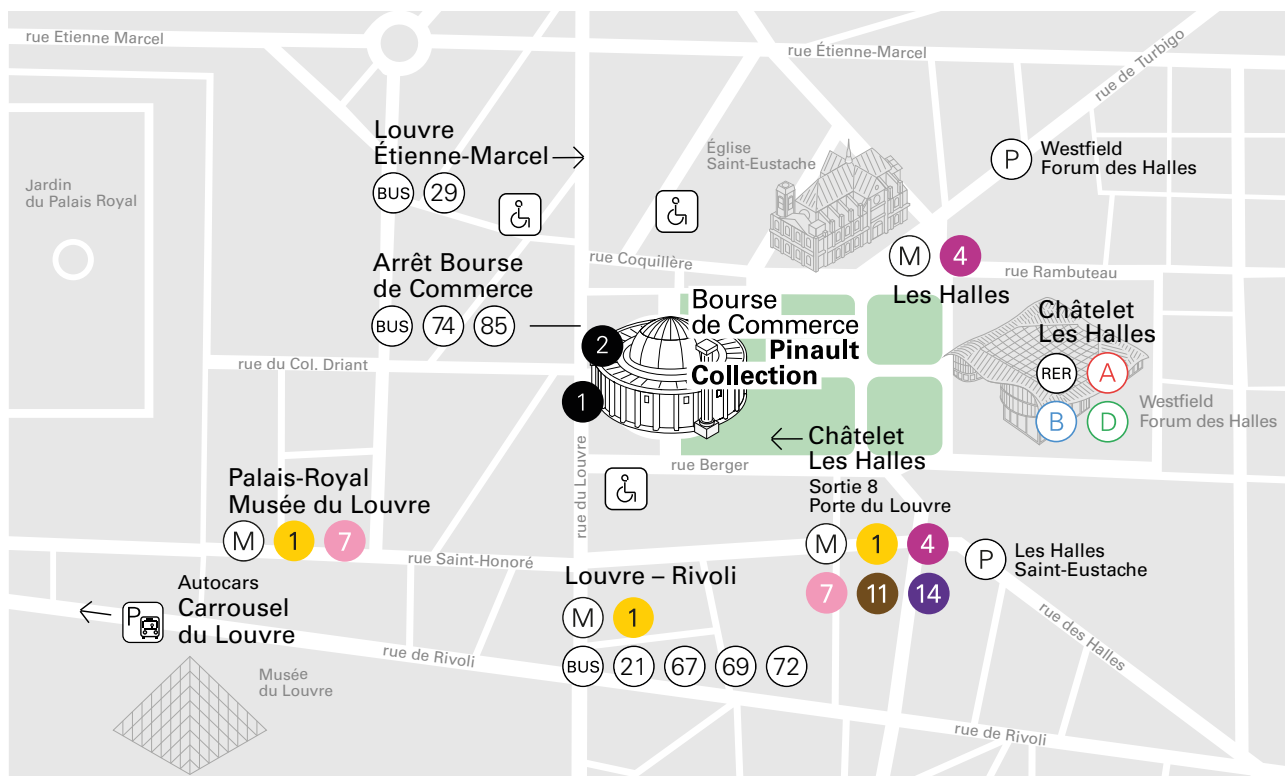 rue Etienne Marcel
rue Étienne-Marcel
rue de Turbigo
Louvre
Étienne-Marcel
BUS 29
Église
Saint-Eustache
P
Westfield
Forum des Halles
Jardin
du Palais Royal
Arrêt Bourse
de Commerce
BUS 74 85
rue Coquillère
M 4
Les Halles
rue Rambuteau
Bourse
de Commerce
Pinault
Collection
2
1
Châtelet
Les Halles
RER A
B D
Westfield
Forum des Halles
rue du Col. Driant
rue du Louvre
rue Berger
Châtelet
Les Halles
Sortie 8
Porte du Louvre
M 1 4
7 11 14
Palais-Royal
Musée du Louvre
M 1 7
rue Saint-Honoré
P
Les Halles
Saint-Eustache
Autocars
P
Carrousel
du Louvre
Louvre – Rivoli
M 1
BUS 21 67 69 72
rue des Halles
rue de Rivoli
Musée
du Louvre
rue de Rivoli